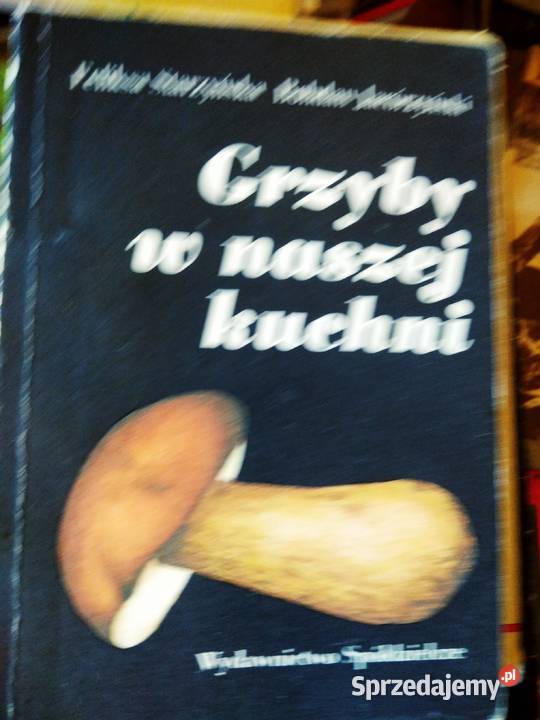 Grzyby
w naszej
kuchni
Wydawnictwo Spółdzielcze
Sprzedajemy.pl